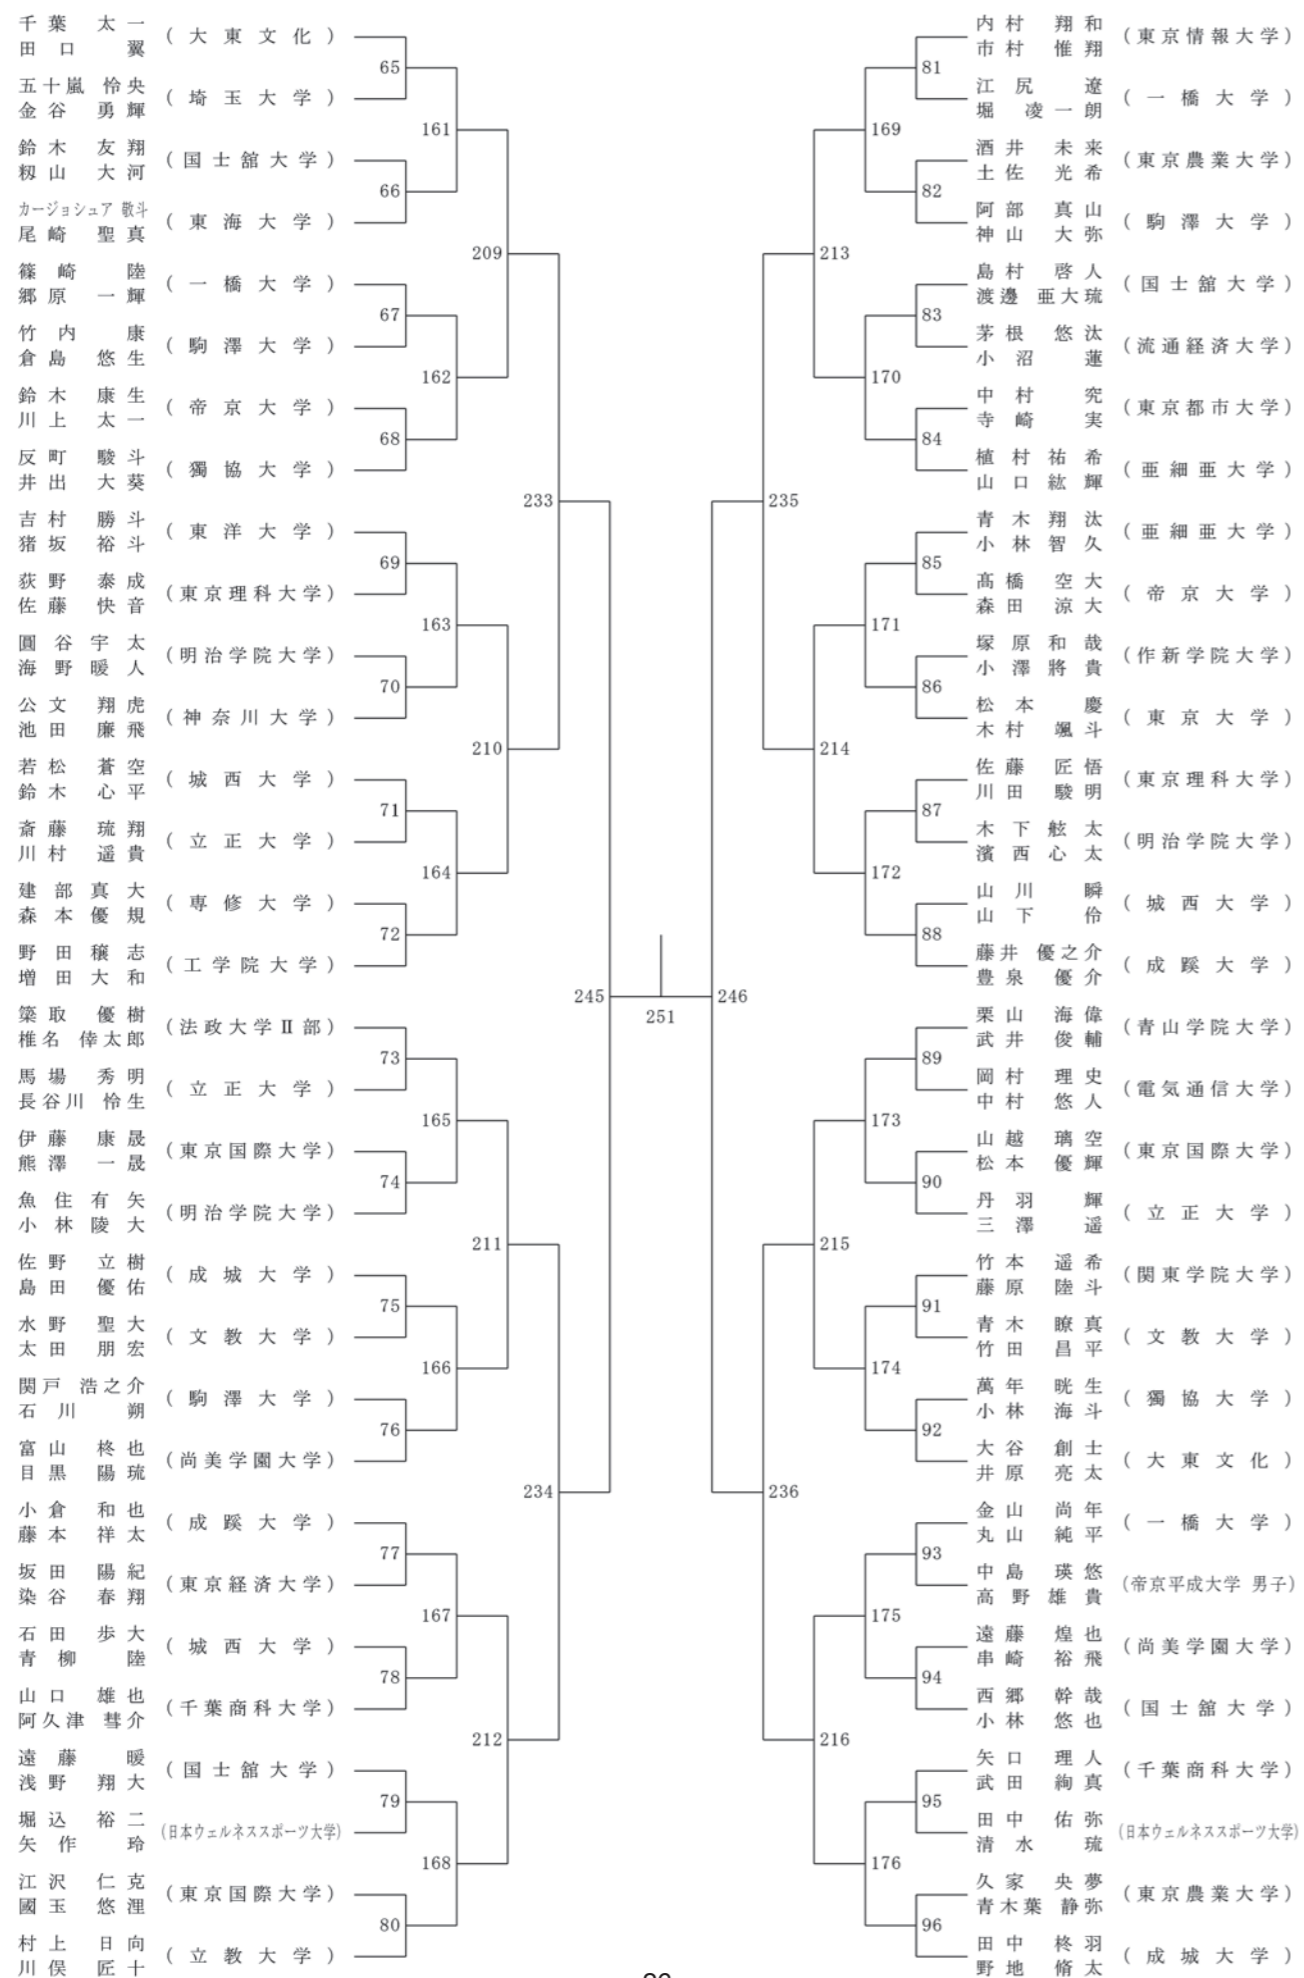 千葉 太一
田口 翼
(大東文化)
65
五十嵐 怜央
金谷 勇輝
(埼玉大学)
161
鈴木 友翔
籾山 大河
(国士舘大学)
66
カージョシュア 敬斗
尾崎 聖真
(東海大学)
209
篠崎 陸
郷原 一輝
(一橋大学)
67
竹内 康
倉島 悠生
(駒澤大学)
162
鈴木 康生
川上 太一
(帝京大学)
68
反町 駿斗
井出 大葵
(獨協大学)
233
吉村 勝斗
猪坂 裕斗
(東洋大学)
69
荻野 泰成
佐藤 快音
(東京理科大学)
163
圓谷宇太
海野暖人
(明治学院大学)
70
公文 翔虎
池田 廉飛
(神奈川大学)
210
若松 蒼空
鈴木 心平
(城西大学)
71
斎藤 琉翔
川村 遥貴
(立正大学)
164
建部真大
森本優規
(専修大学)
72
野田穣志
増田大和
(工学院大学)
245
築取 優樹
椎名 倖太郎
(法政大学Ⅱ部)
73
馬場 秀明
長谷川 怜生
(立正大学)
165
伊藤 康晟
熊澤 一晟
(東京国際大学)
74
魚住有矢
小林陵大
(明治学院大学)
211
佐野 立樹
島田 優佑
(成城大学)
75
水野 聖大
太田 朋宏
(文教大学)
166
関戸 浩之介
石川 朔
(駒澤大学)
76
富山 柊也
目黒 陽琉
(尚美学園大学)
234
小倉 和也
藤本 祥太
(成蹊大学)
77
坂田 陽紀
染谷 春翔
(東京経済大学)
167
石田 歩大
青柳 陸
(城西大学)
78
山口 雄也
阿久津 彗介
(千葉商科大学)
212
遠藤 暖
浅野 翔大
(国士舘大学)
79
堀込 裕二
矢作 玲
(日本ウェルネススポーツ大学)
168
江沢 仁克
國玉 悠浬
(東京国際大学)
80
村上 日向
川俣 匠十
(立教大学)
251
内村 翔和
市村 惟翔
(東京情報大学)
81
江尻 遼
堀 凌一朗
(一橋大学)
169
酒井 未来
土佐 光希
(東京農業大学)
82
阿部 真山
神山 大弥
(駒澤大学)
213
島村 啓人
渡邊 亜大琉
(国士舘大学)
83
茅根 悠汰
小沼 蓮
(流通経済大学)
170
中村 究
寺崎 実
(東京都市大学)
84
植村祐希
山口紘輝
(亜細亜大学)
235
青木翔汰
小林智久
(亜細亜大学)
85
髙橋 空大
森田 涼大
(帝京大学)
171
塚原和哉
小澤將貴
(作新学院大学)
86
松本 慶
木村 颯斗
(東京大学)
214
佐藤 匠悟
川田 駿明
(東京理科大学)
87
木下舷太
濱西心太
(明治学院大学)
172
山川 瞬
山下 伶
(城西大学)
88
藤井 優之介
豊泉 優介
(成蹊大学)
246
栗山 海偉
武井 俊輔
(青山学院大学)
89
岡村 理史
中村 悠人
(電気通信大学)
173
山越 璃空
松本 優輝
(東京国際大学)
90
丹羽 輝
三澤 遥
(立正大学)
215
竹本 遥希
藤原 陸斗
(関東学院大学)
91
青木 瞭真
竹田 昌平
(文教大学)
174
萬年 晄生
小林 海斗
(獨協大学)
92
大谷 創士
井原 亮太
(大東文化)
236
金山 尚年
丸山 純平
(一橋大学)
93
中島 瑛悠
高野雄貴
(帝京平成大学 男子)
175
遠藤 煌也
串崎 裕飛
(尚美学園大学)
94
西郷 幹哉
小林 悠也
(国士舘大学)
216
矢口 理人
武田 絢真
(千葉商科大学)
95
田中 佑弥
清水 琉
(日本ウェルネススポーツ大学)
176
久家 央夢
青木葉 静弥
(東京農業大学)
96
田中 柊羽
野地 脩太
(成城大学)